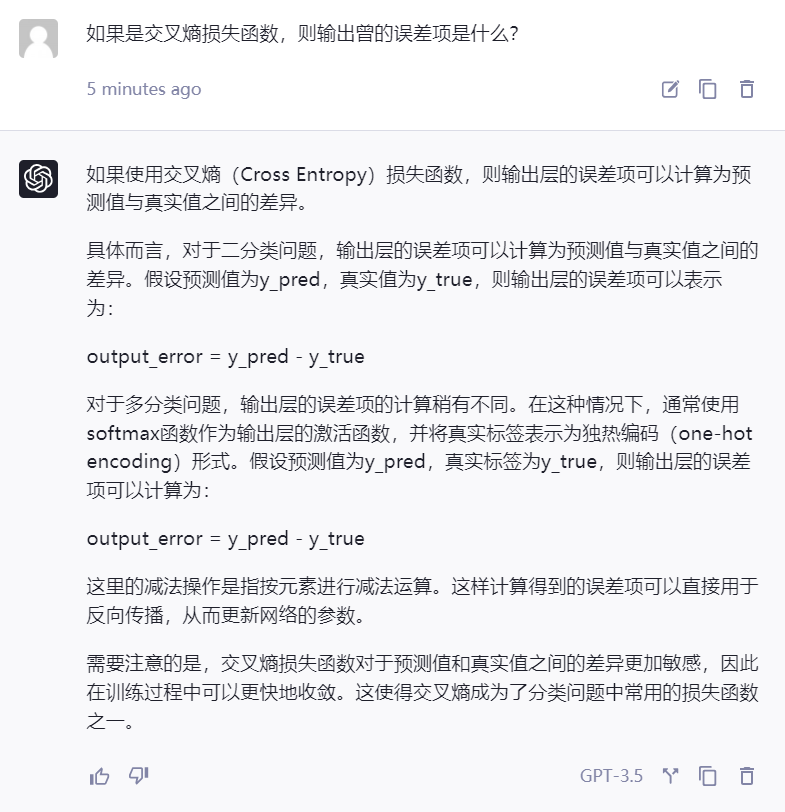 如果是交叉熵损失函数，则输出曾的误差项是什么？
5 minutes ago
如果使用交叉熵（Cross Entropy）损失函数，则输出层的误差项可以计算为预
测值与真实值之间的差异。
具体而言，对于二分类问题，输出层的误差项可以计算为预测值与真实值之间的
差异。假设预测值为y_pred，真实值为y_true，则输出层的误差项可以表示
为：
output_error = y_pred - y_true
对于多分类问题，输出层的误差项的计算稍有不同。在这种情况下，通常使用
softmax函数作为输出层的激活函数，并将真实标签表示为独热编码（one-hot
encoding）形式。假设预测值为y_pred，真实标签为y_true，则输出层的误差
项可以计算为：
output_error = y_pred - y_true
这里的减法操作是指按元素进行减法运算。这样计算得到的误差项可以直接用于
反向传播，从而更新网络的参数。
需要注意的是，交叉熵损失函数对于预测值和真实值之间的差异更加敏感，因此
在训练过程中可以更快地收敛。这使得交叉熵成为了分类问题中常用的损失函数
之一。
GPT-3.5